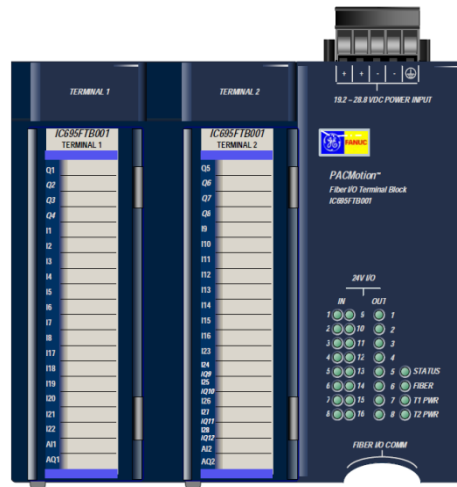 TERMINAL 1
TERMINAL 2
+ + - -
19.2 - 28.8 VDC POWER INPUT
IC695FTB001
TERMINAL 1
Q1
Q2
Q3
Q4
I1
I2
I3
I4
I5
I6
I7
I8
I17
I18
I19
I20
I21
I22
AI1
AQ1
IC695FTB001
TERMINAL 2
Q5
Q6
Q7
Q8
I9
I10
I11
I12
I13
I14
I15
I16
I23
I24
IQ9
I25
IQ10
I26
I27
IQ11
I28
IQ12
AI2
AQ2
FANUC
PACMotion™
Fiber I/O Terminal Block
IC695FTB001
24V I/O
IN OUT
1 9 1
2 10 2
3 11 3
4 12 4
5 13 5 STATUS
6 14 6 FIBER
7 15 7 T1 PWR
8 16 8 T2 PWR
FIBER I/O COMM